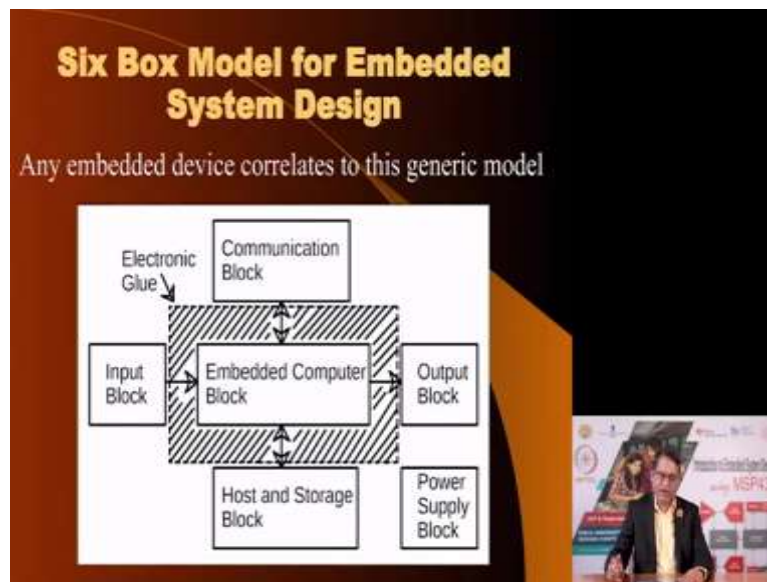 Six Box Model for Embedded
System Design
Any embedded device correlates to this generic model
Electronic
Glue
Communication
Block
Input
Block
Embedded Computer
Block
Output
Block
Host and Storage
Block
Power
Supply
Block